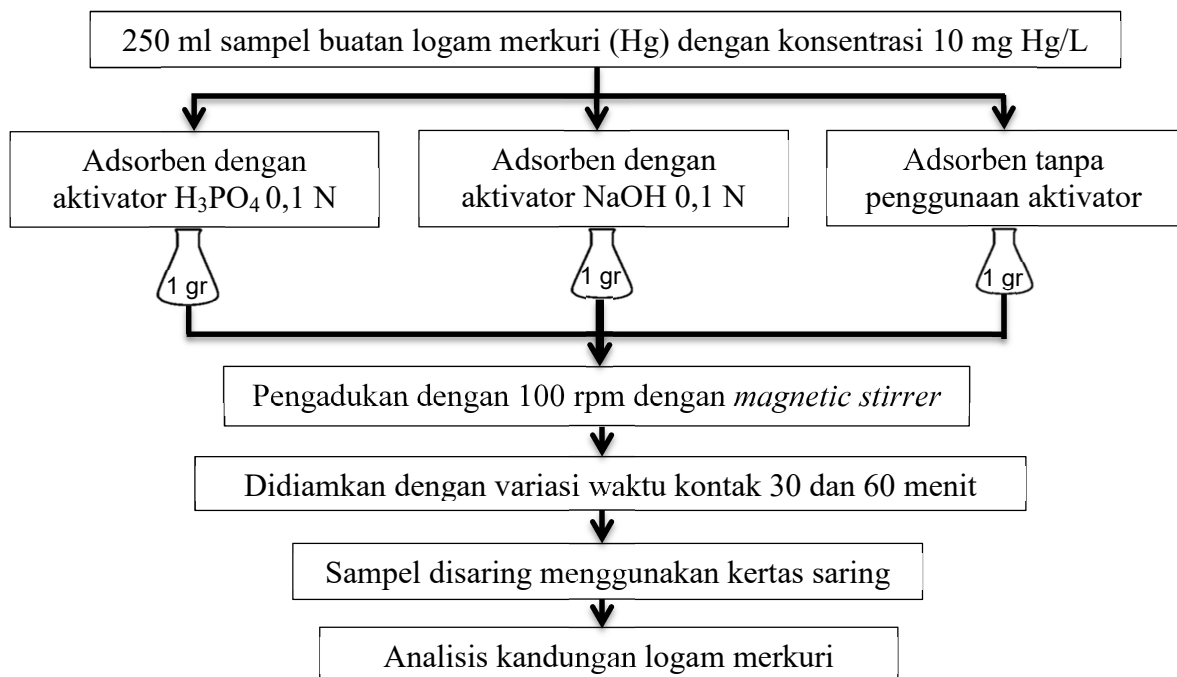 250 ml sampel buatan logam merkuri (Hg) dengan konsentrasi 10 mg Hg/L
Adsorben dengan
aktivator H₃PO₄ 0,1 N
Adsorben dengan
aktivator NaOH 0,1 N
Adsorben tanpa
penggunaan aktivator
1 gr
1 gr
1 gr
Pengadukan dengan 100 rpm dengan magnetic stirrer
Didiamkan dengan variasi waktu kontak 30 dan 60 menit
Sampel disaring menggunakan kertas saring
Analisis kandungan logam merkuri